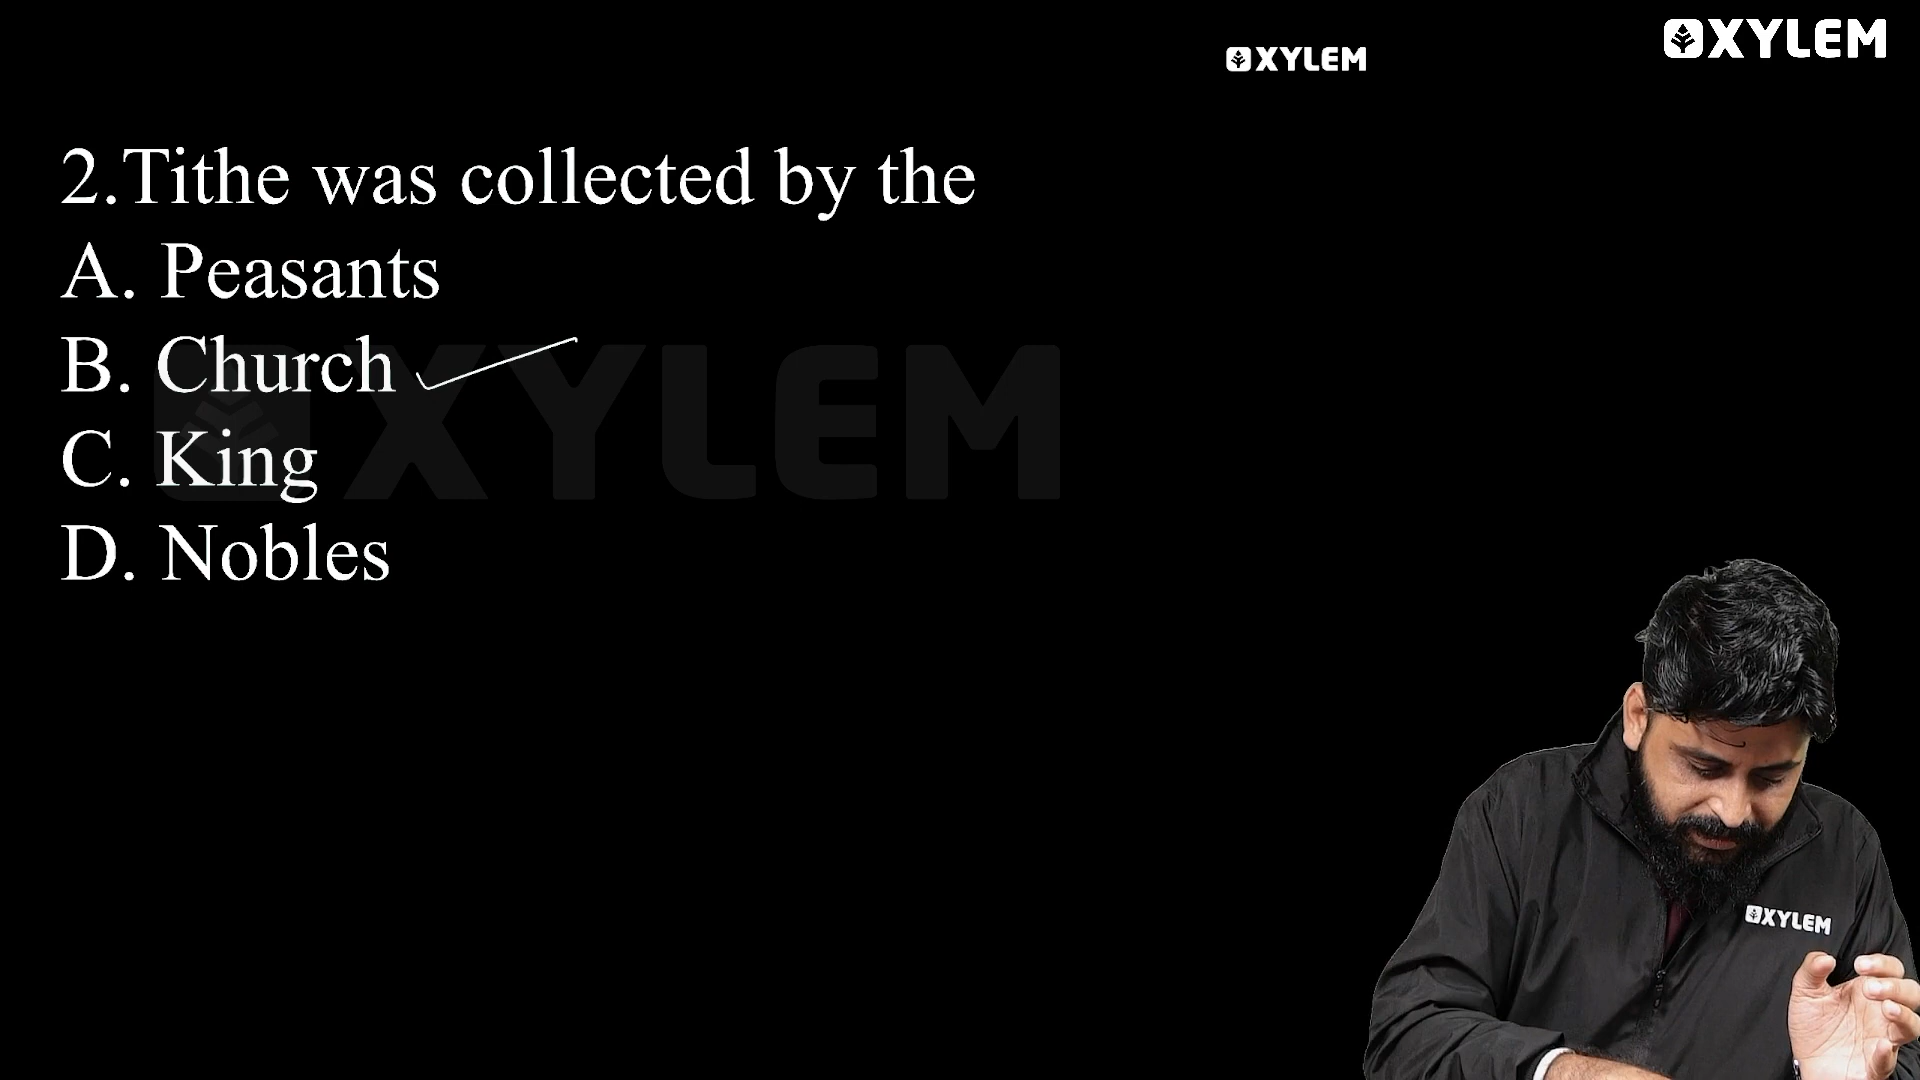 XYLEM
XYLEM
2.Tithe was collected by the
A. Peasants
B. Church
C. King
D. Nobles
XYLEM
XYLEM